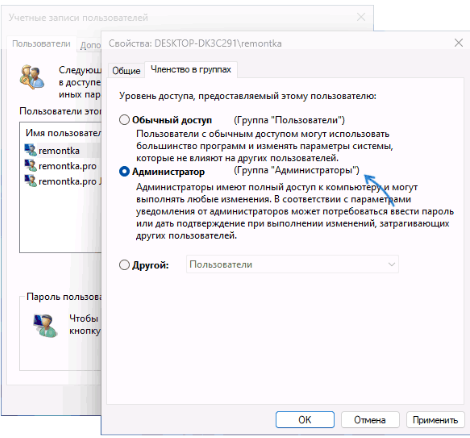 Учетные записи пользователей
Пользователи
Следующ
в доступе
иных пар
Пользователи этог
Имя пользовател
remontka
remontka.pro
remontka.pro
Пароль пользова
Чтобы
кнопку
Свойства: DESKTOP-DK3C291\remontka
Общие
Членство в группах
Уровень доступа, предоставляемый этому пользователю:
Обычный доступ (Группа "Пользователи")
Пользователи с обычным доступом могут использовать
большинство программ и изменять параметры системы,
которые не влияют на других пользователей.
Администратор (Группа "Администраторы")
Администраторы имеют полный доступ к компьютеру и могут
выполнять любые изменения. В соответствии с параметрами
уведомления от администраторов может потребоваться ввести пароль
или дать подтверждение при выполнении изменений, затрагивающих
других пользователей.
Другой: Пользователи
ОК
Отмена
Применить